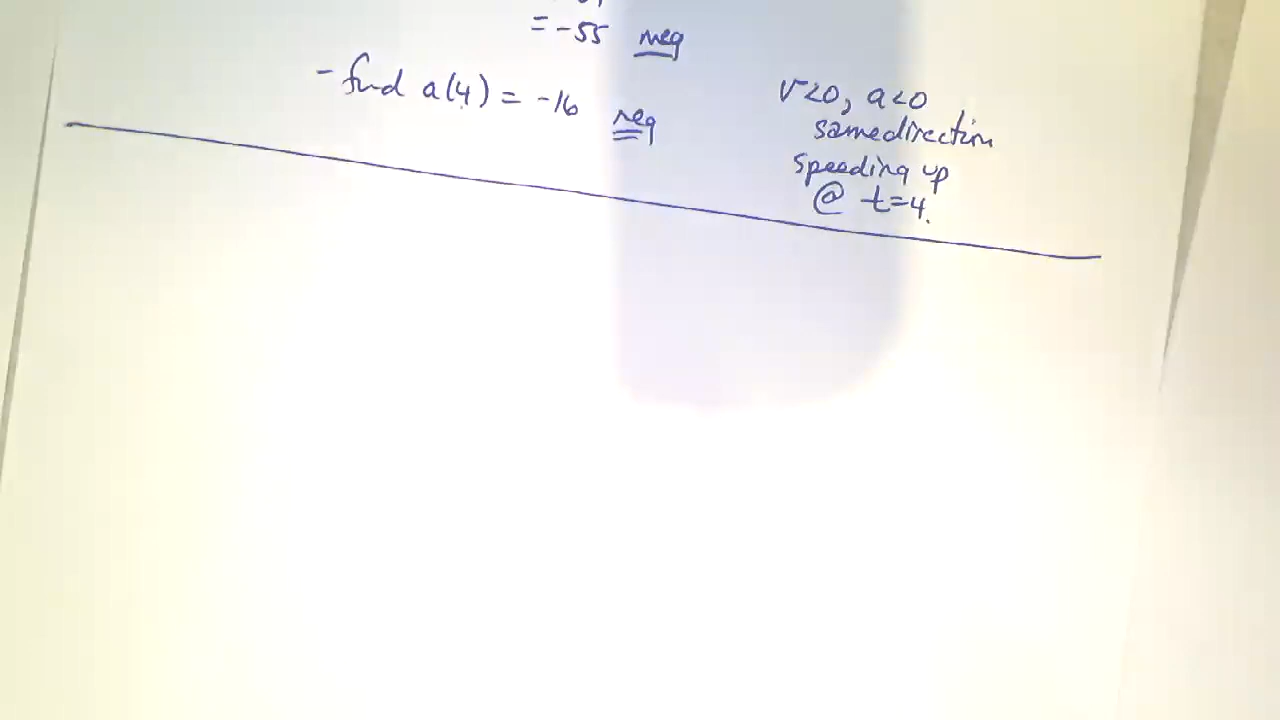 = -55 neg
- find a(4) = -16 neg
v<0, a<0
same direction
speeding up
@ t=4.